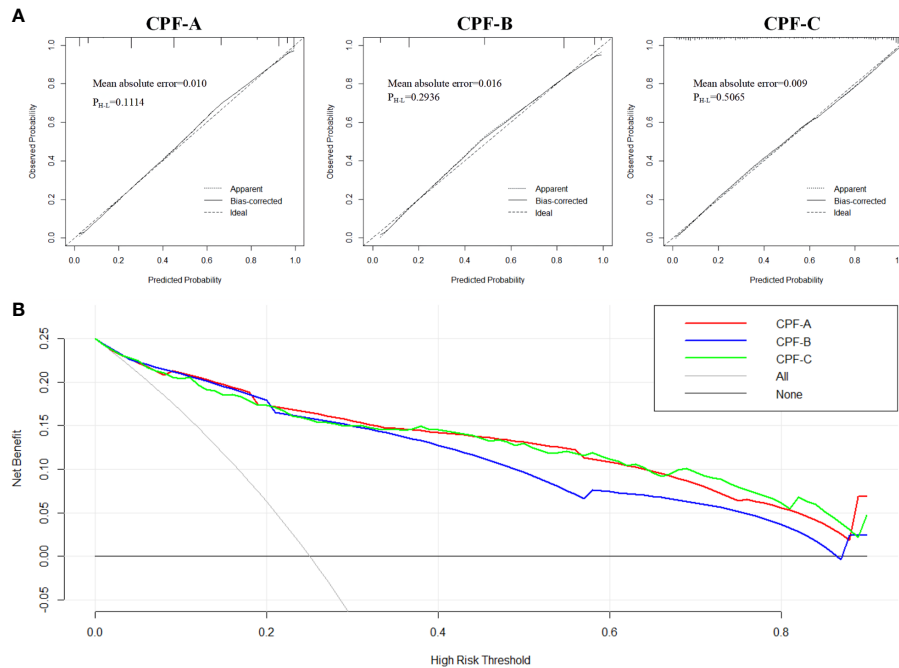 A
CPF-A
CPF-B
CPF-C
Observed Probability
1.0
0.8
0.6
0.4
0.2
0.0
Mean absolute error=0.010
P_H-L=0.1114
Apparent
Bias-corrected
Ideal
0.0 0.2 0.4 0.6 0.8 1.0
Predicted Probability
Observed Probability
1.0
0.8
0.6
0.4
0.2
0.0
Mean absolute error=0.016
P_H-L=0.2936
Apparent
Bias-corrected
Ideal
0.0 0.2 0.4 0.6 0.8 1.0
Predicted Probability
Observed Probability
1.0
0.8
0.6
0.4
0.2
0.0
Mean absolute error=0.009
P_H-L=0.5065
Apparent
Bias-corrected
Ideal
0.0 0.2 0.4 0.6 0.8 1.0
Predicted Probability
B
Net Benefit
0.25
0.20
0.15
0.10
0.05
0.00
-0.05
CPF-A
CPF-B
CPF-C
All
None
0.0 0.2 0.4 0.6 0.8
High Risk Threshold